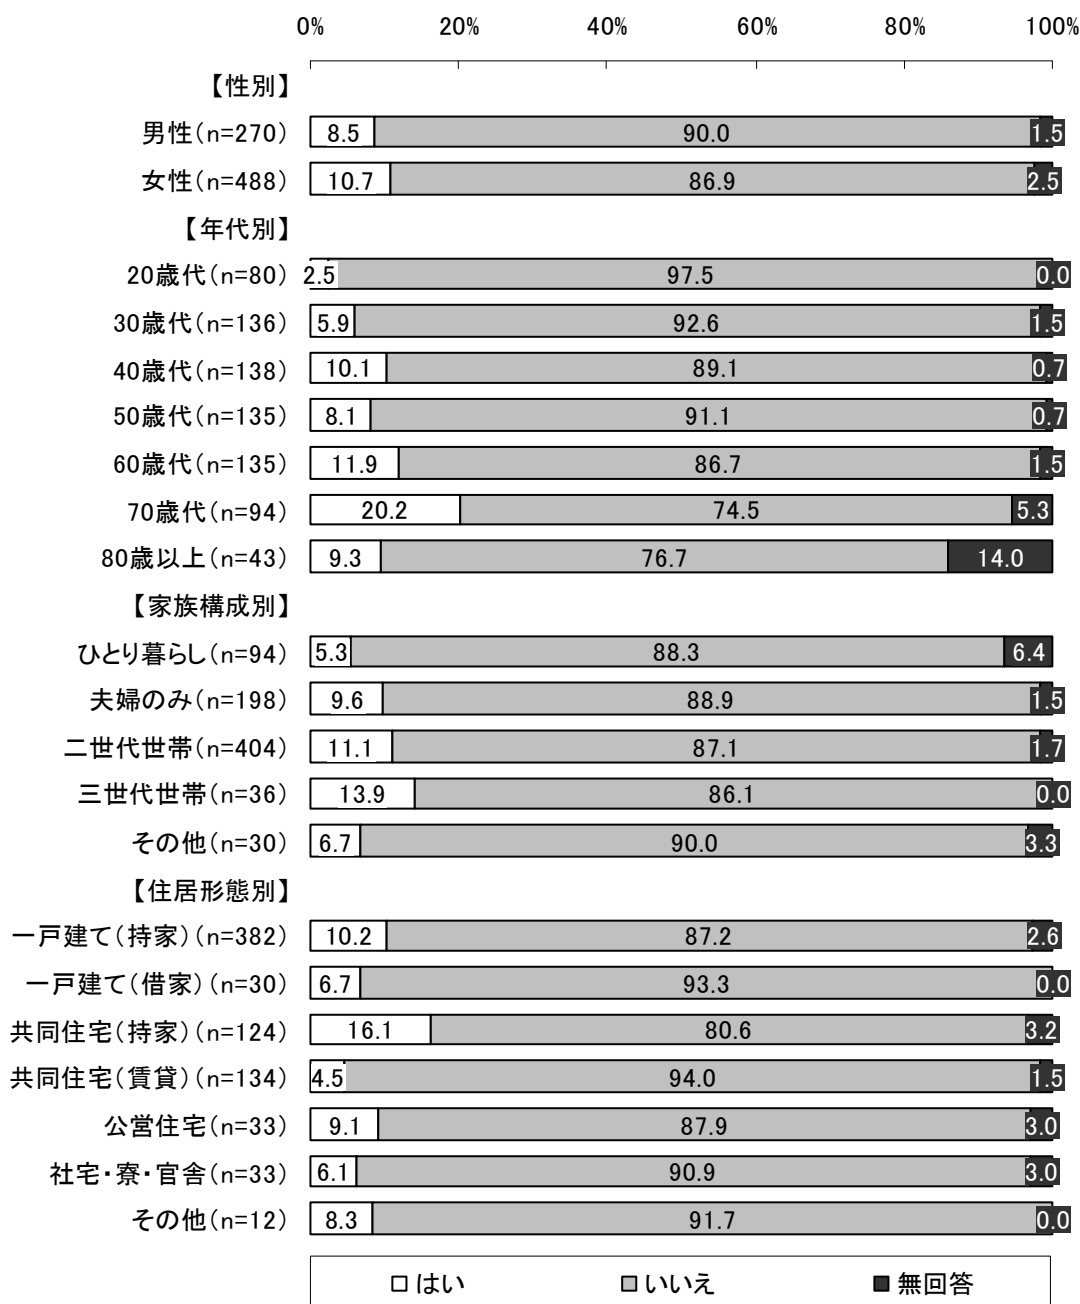 0% 20% 40% 60% 80% 100%
【性別】
男性(n=270) 8.5 90.0 1.5
女性(n=488) 10.7 86.9 2.5
【年代別】
20歳代(n=80) 2.5 97.5 0.0
30歳代(n=136) 5.9 92.6 1.5
40歳代(n=138) 10.1 89.1 0.7
50歳代(n=135) 8.1 91.1 0.7
60歳代(n=135) 11.9 86.7 1.5
70歳代(n=94) 20.2 74.5 5.3
80歳以上(n=43) 9.3 76.7 14.0
【家族構成別】
ひとり暮らし(n=94) 5.3 88.3 6.4
夫婦のみ(n=198) 9.6 88.9 1.5
二世代世帯(n=404) 11.1 87.1 1.7
三世代世帯(n=36) 13.9 86.1 0.0
その他(n=30) 6.7 90.0 3.3
【住居形態別】
一戸建て(持家)(n=382) 10.2 87.2 2.6
一戸建て(借家)(n=30) 6.7 93.3 0.0
共同住宅(持家)(n=124) 16.1 80.6 3.2
共同住宅(賃貸)(n=134) 4.5 94.0 1.5
公営住宅(n=33) 9.1 87.9 3.0
社宅・寮・官舎(n=33) 6.1 90.9 3.0
その他(n=12) 8.3 91.7 0.0
はい いいえ 無回答